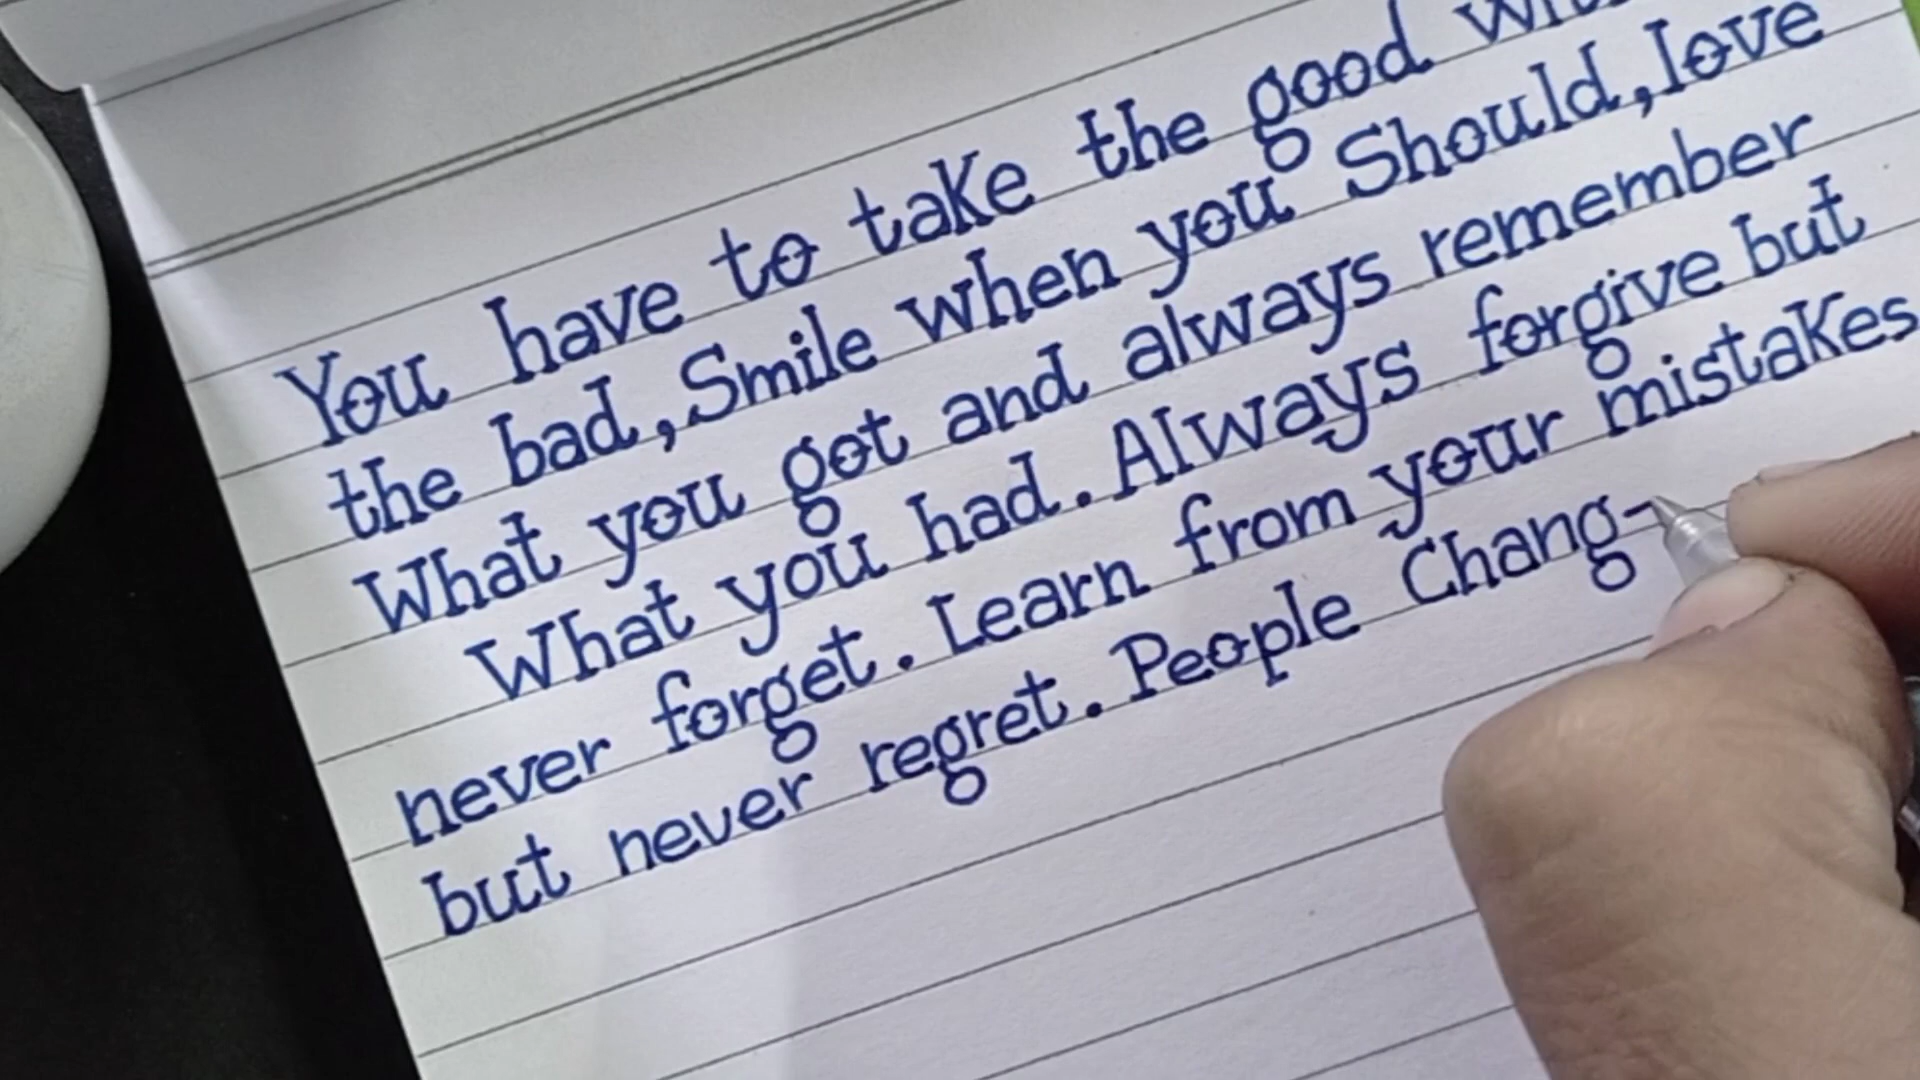 You have to take the good
the bad, Smile when you Should, love
What you got and always remember
What you had. Always forgive but
never forget. Learn from your mistakes
but never regret. People Chang-